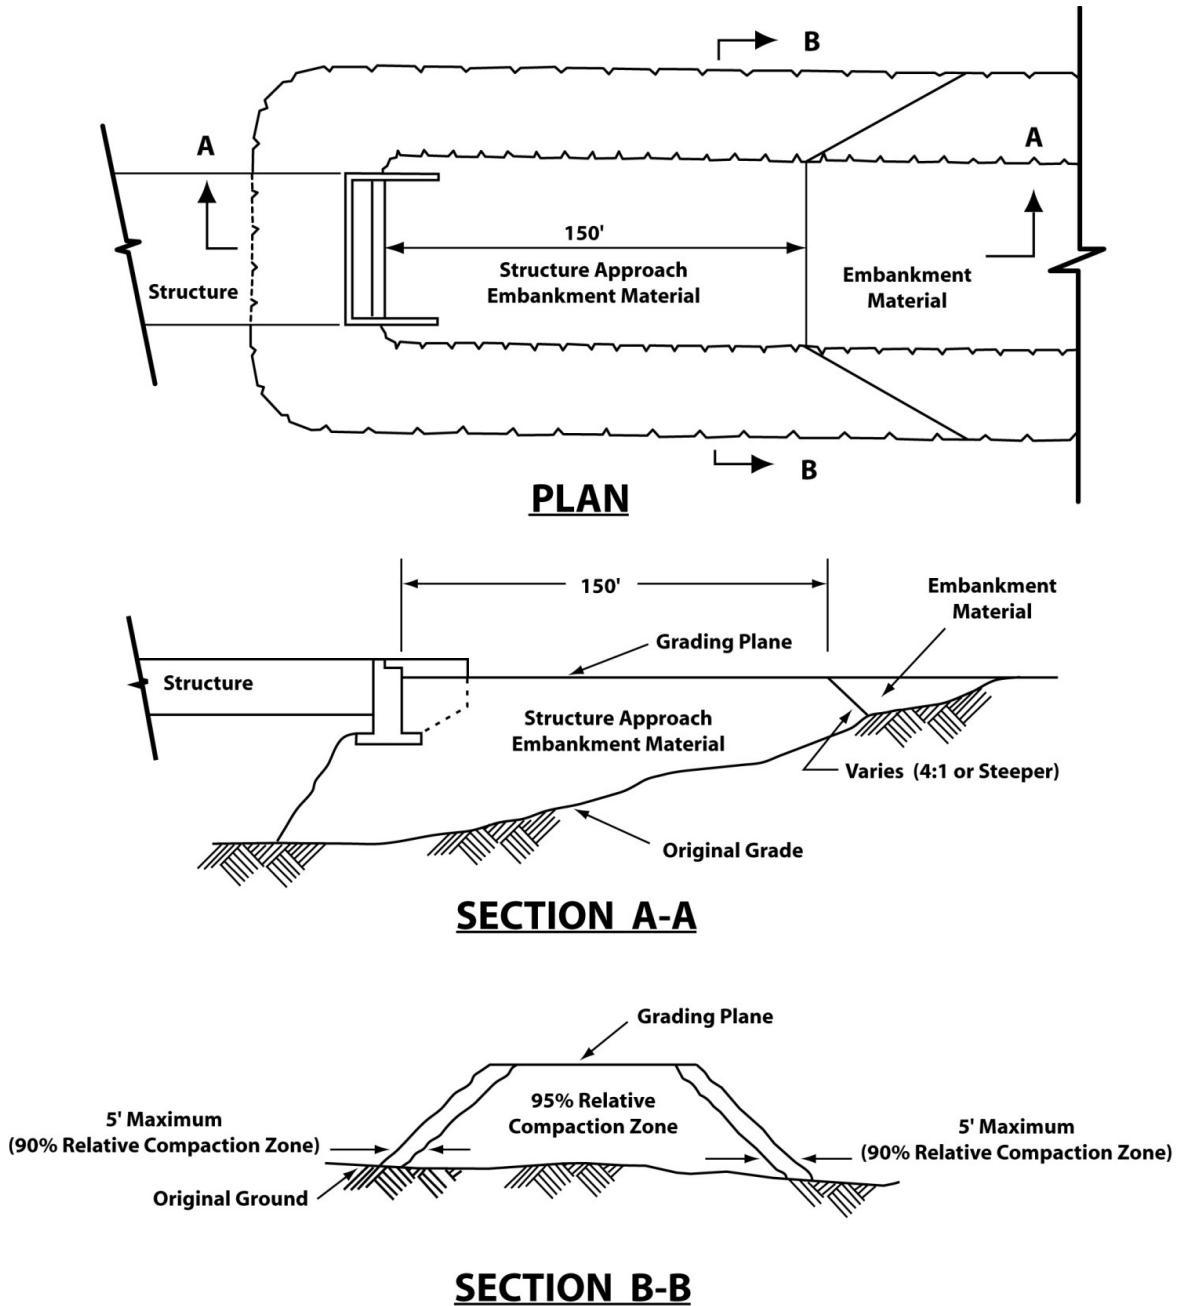 B
A
A
150'
Structure Approach
Embankment Material
Embankment
Material
Structure
B
PLAN
150'
Embankment
Material
Grading Plane
Structure
Structure Approach
Embankment Material
Varies (4:1 or Steeper)
Original Grade
SECTION A-A
Grading Plane
95% Relative
Compaction Zone
5' Maximum
(90% Relative Compaction Zone)
5' Maximum
(90% Relative Compaction Zone)
Original Ground
SECTION B-B